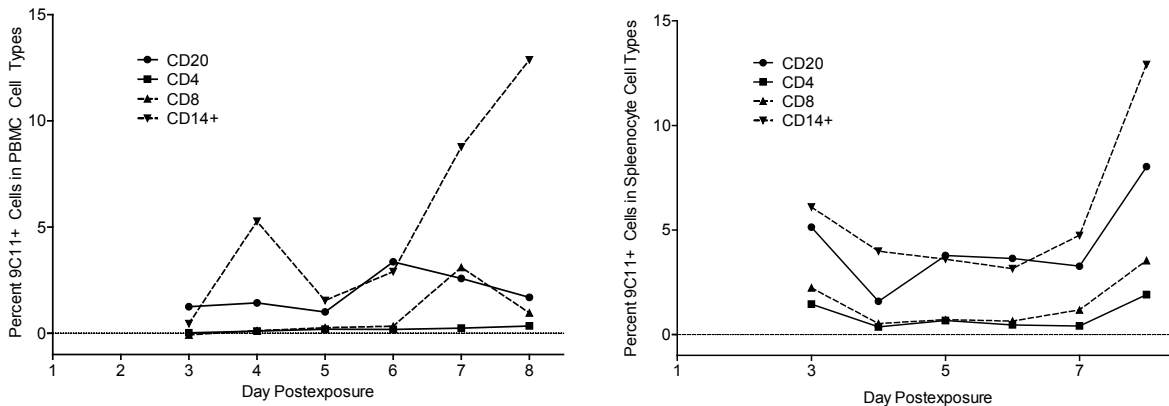 Percent 9C11+ Cells in PBMC Cell Types
15
10
5
0
CD20
CD4
CD8
CD14+
1 2 3 4 5 6 7 8
Day Postexposure
Percent 9C11+ Cells in Spleenocyte Cell Types
15
10
5
0
CD20
CD4
CD8
CD14+
1 3 5 7
Day Postexposure